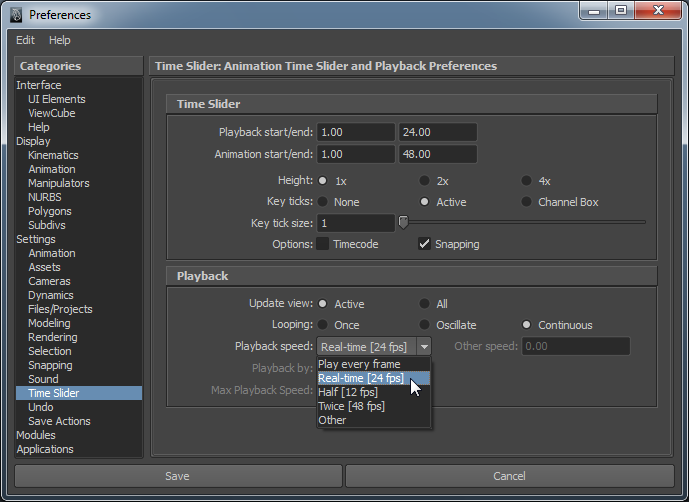 Preferences
Edit Help
Categories
Interface
UI Elements
ViewCube
Help
Display
Kinematics
Animation
Manipulators
NURBS
Polygons
Subdivs
Settings
Animation
Assets
Cameras
Dynamics
Files/Projects
Modeling
Rendering
Selection
Snapping
Sound
Time Slider
Undo
Save Actions
Modules
Applications
Time Slider: Animation Time Slider and Playback Preferences
Time Slider
Playback start/end: 1.00 24.00
Animation start/end: 1.00 48.00
Height: 1x 2x 4x
Key ticks: None Active Channel Box
Key tick size: 1
Options: Timecode Snapping
Playback
Update view: Active All
Looping: Once Oscillate Continuous
Playback speed: Real-time [24 fps] Other speed: 0.00
Playback by:
Max Playback Speed:
Play every frame
Real-time [24 fps]
Half [12 fps]
Twice [48 fps]
Other
Save Cancel